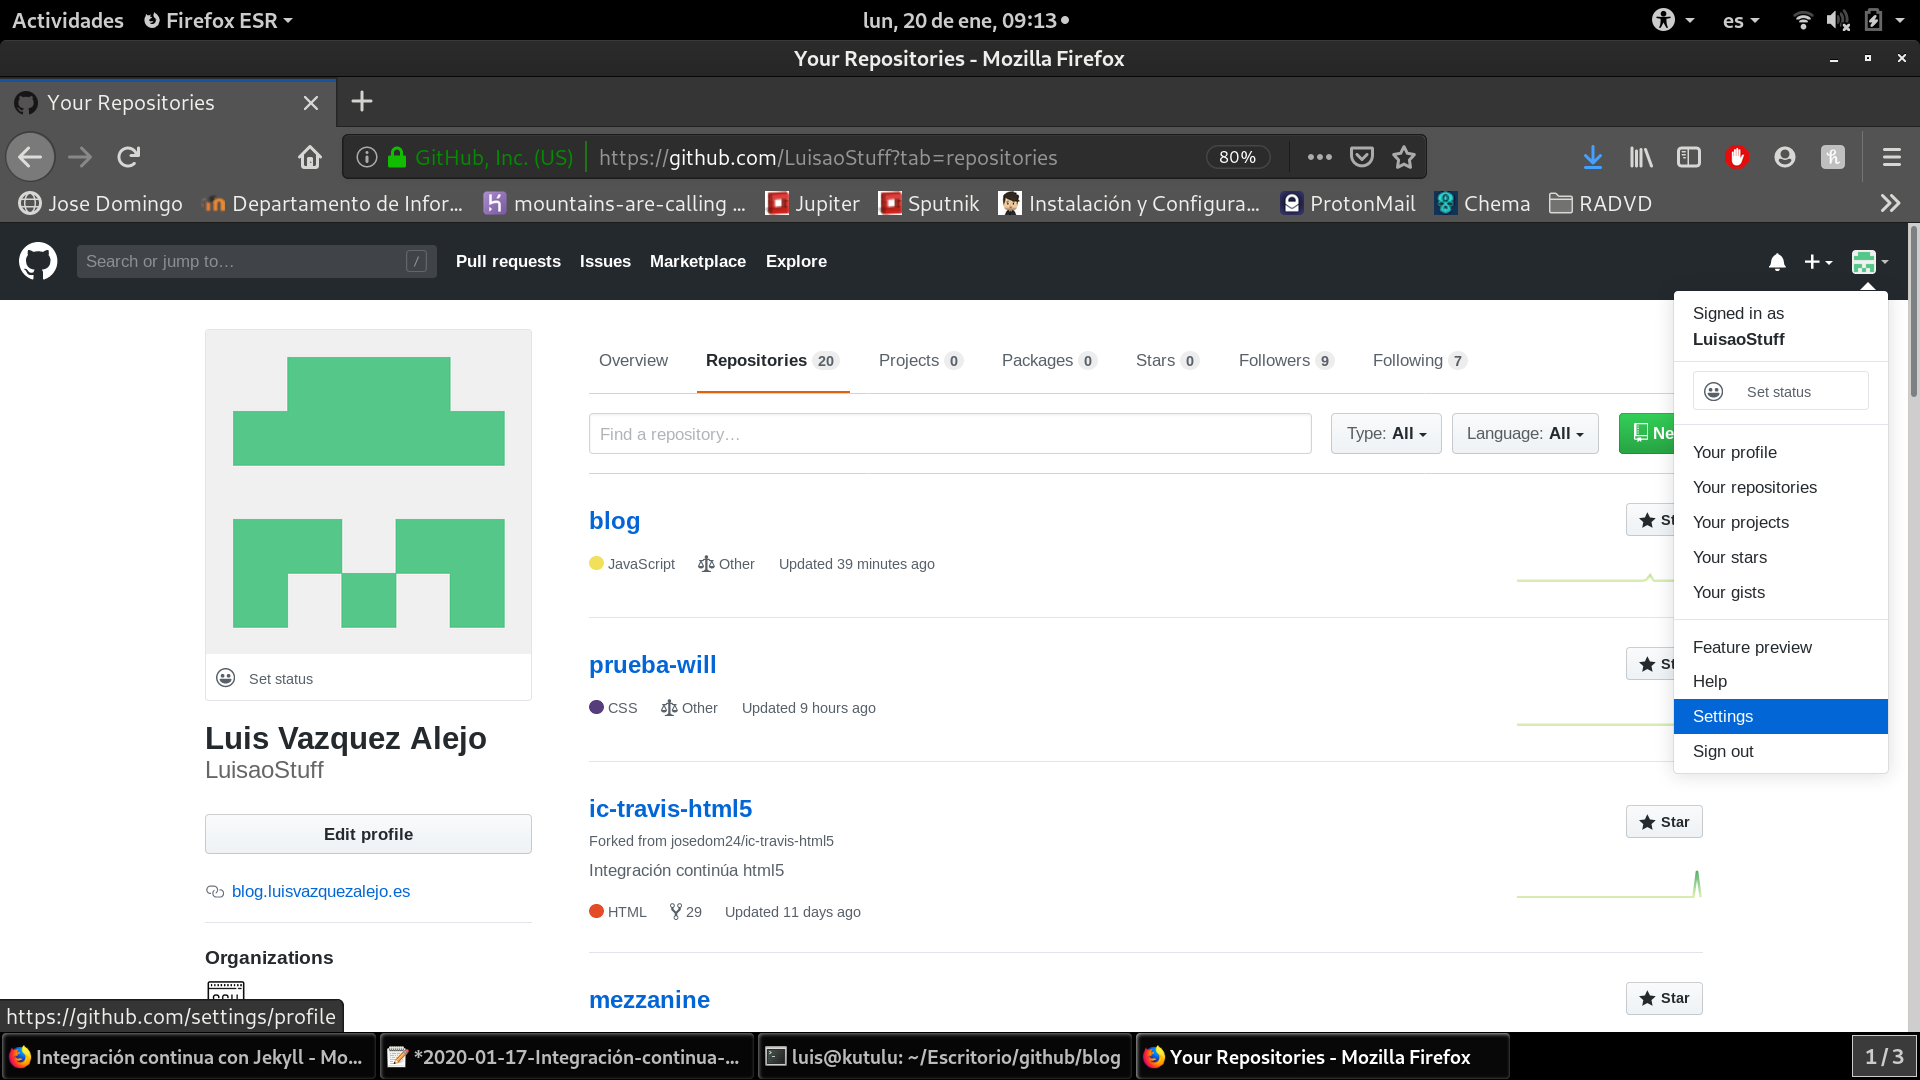 Actividades Firefox ESR lun, 20 de ene, 09:13 es
Your Repositories - Mozilla Firefox
Your Repositories
GitHub, Inc. (US) https://github.com/LuisaoStuff?tab=repositories 80%
Jose Domingo Departamento de Infor... mountains-are-calling ... Jupiter Sputnik Instalación y Configura... ProtonMail Chema RADVD
Search or jump to… / Pull requests Issues Marketplace Explore
Signed in as
LuisaoStuff
Set status
Your profile
Your repositories
Your projects
Your stars
Your gists
Feature preview
Help
Settings
Sign out
Overview Repositories 20 Projects 0 Packages 0 Stars 0 Followers 9 Following 7
Find a repository… Type: All Language: All Ne
blog
St
JavaScript Other Updated 39 minutes ago
prueba-will
St
CSS Other Updated 9 hours ago
ic-travis-html5
Star
Forked from josedom24/ic-travis-html5
Integración continúa html5
HTML 29 Updated 11 days ago
mezzanine
Star
Set status
Luis Vazquez Alejo
LuisaoStuff
Edit profile
blog.luisvazquezalejo.es
Organizations
https://github.com/settings/profile
Integración continua con Jekyll - Mo... *2020-01-17-Integración-continua-... luis@kutulu: ~/Escritorio/github/blog Your Repositories - Mozilla Firefox 1 / 3